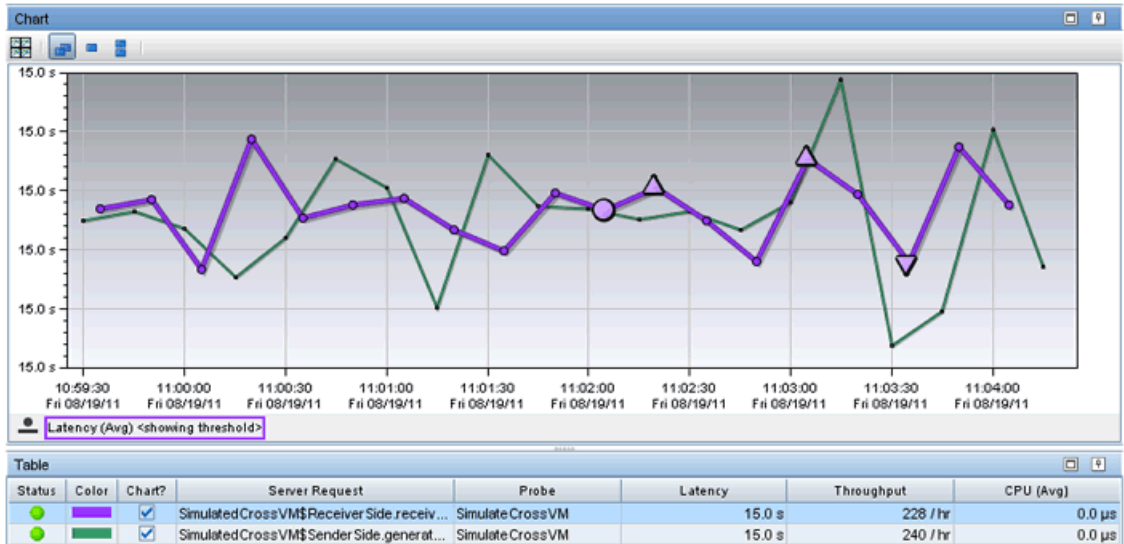 Chart
15.0 s
15.0 s
15.0 s
15.0 s
15.0 s
15.0 s
10:59:30 11:00:00 11:00:30 11:01:00 11:01:30 11:02:00 11:02:30 11:03:00 11:03:30 11:04:00
Fri 08/19/11 Fri 08/19/11 Fri 08/19/11 Fri 08/19/11 Fri 08/19/11 Fri 08/19/11 Fri 08/19/11 Fri 08/19/11 Fri 08/19/11 Fri 08/19/11
Latency (Avg) <showing threshold>
Table
Status Color Chart? Server Request Probe Latency Throughput CPU (Avg)
SimulatedCrossVM$ReceiverSide.receiv... SimulateCrossVM 15.0 s 228 / hr 0.0 µs
SimulatedCrossVM$SenderSide.generat... SimulateCrossVM 15.0 s 240 / hr 0.0 µs